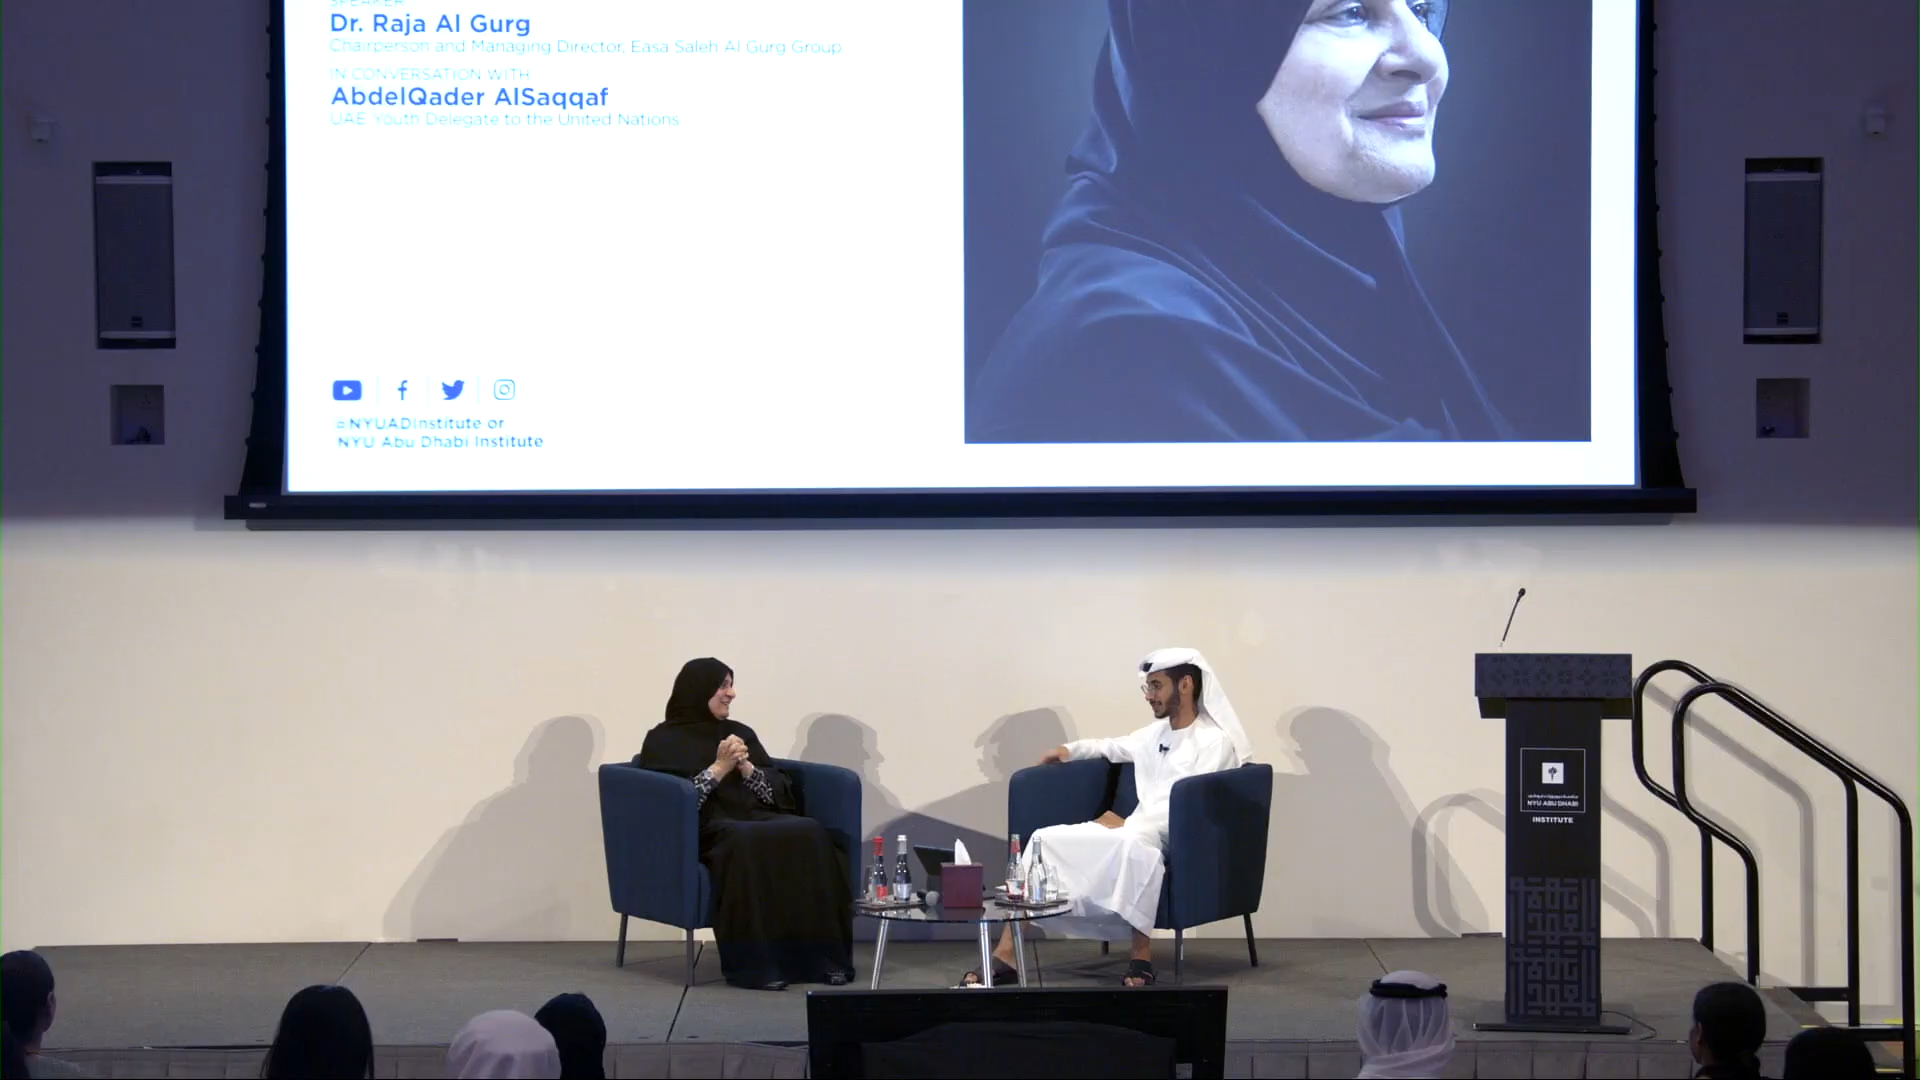 SPEAKER
Dr. Raja Al Gurg
Chairperson and Managing Director, Easa Saleh Al Gurg Group
IN CONVERSATION WITH
AbdelQader AlSaqqaf
UAE Youth Delegate to the United Nations
@NYUADInstitute or
NYU Abu Dhabi Institute
NYU ABU DHABI
INSTITUTE